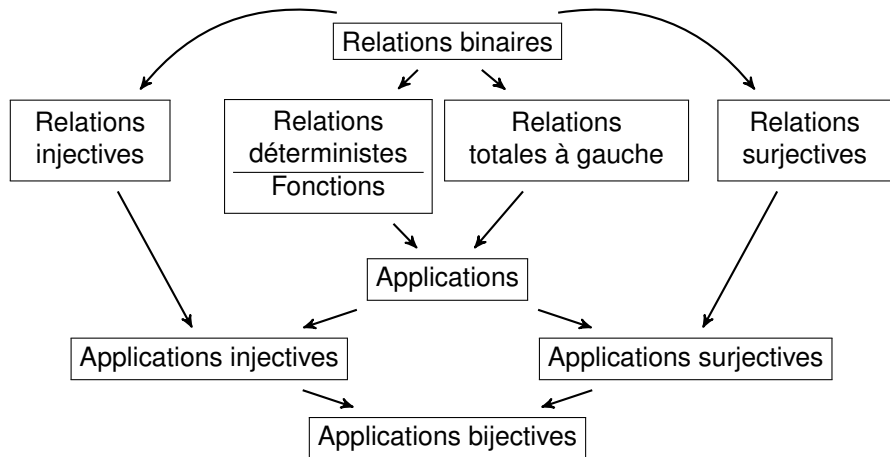 Relations binaires
Relations
injectives
Relations
déterministes
Fonctions
Relations
totales à gauche
Relations
surjectives
Applications
Applications injectives
Applications surjectives
Applications bijectives